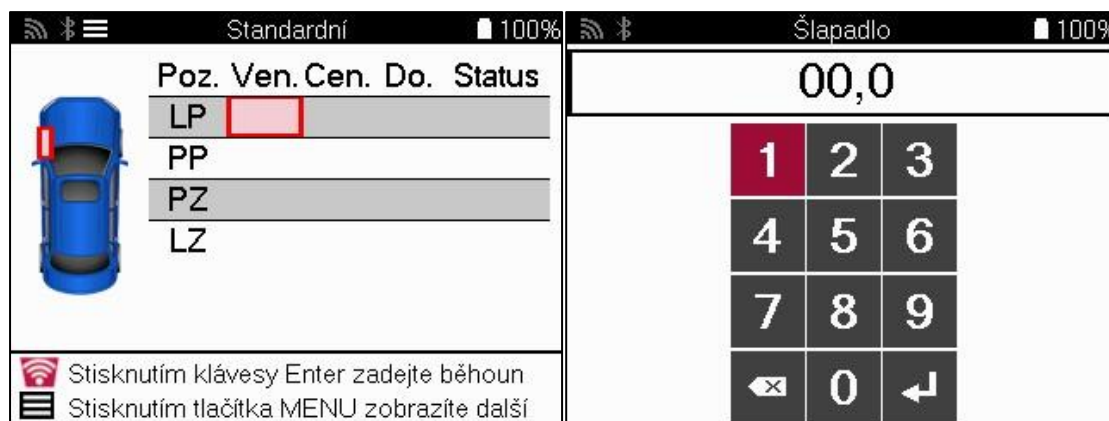 Standardní 100%
Poz. Ven. Cen. Do. Status
LP
PP
PZ
LZ
Stisknutím klávesy Enter zadejte běhoun
Stisknutím tlačítka MENU zobrazíte další
Šlapadlo 100%
00,0
1 2 3
4 5 6
7 8 9
0